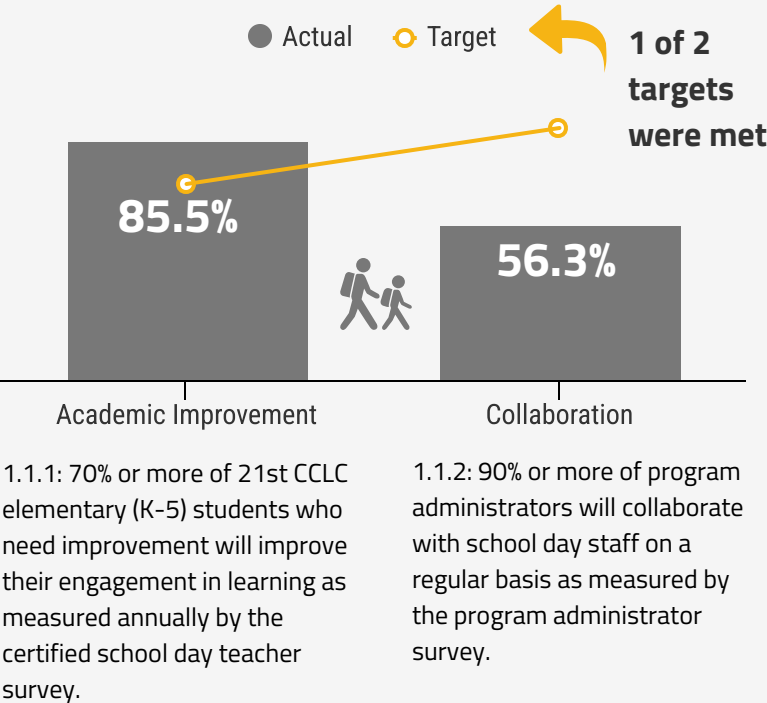 Actual
Target
1 of 2
targets
were met
85.5%
56.3%
Academic Improvement
Collaboration
1.1.1: 70% or more of 21st CCLC
elementary (K-5) students who
need improvement will improve
their engagement in learning as
measured annually by the
certified school day teacher
survey.
1.1.2: 90% or more of program
administrators will collaborate
with school day staff on a
regular basis as measured by
the program administrator
survey.